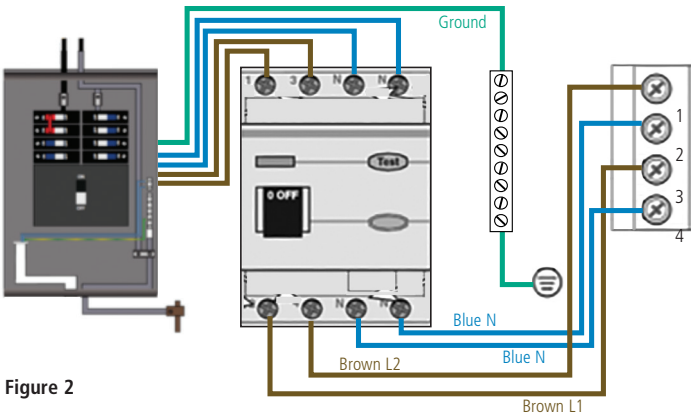 Ground
1 3 N N
Test
0 OFF
N N
1
2
3
4
Blue N
Blue N
Brown L2
Brown L1
Figure 2